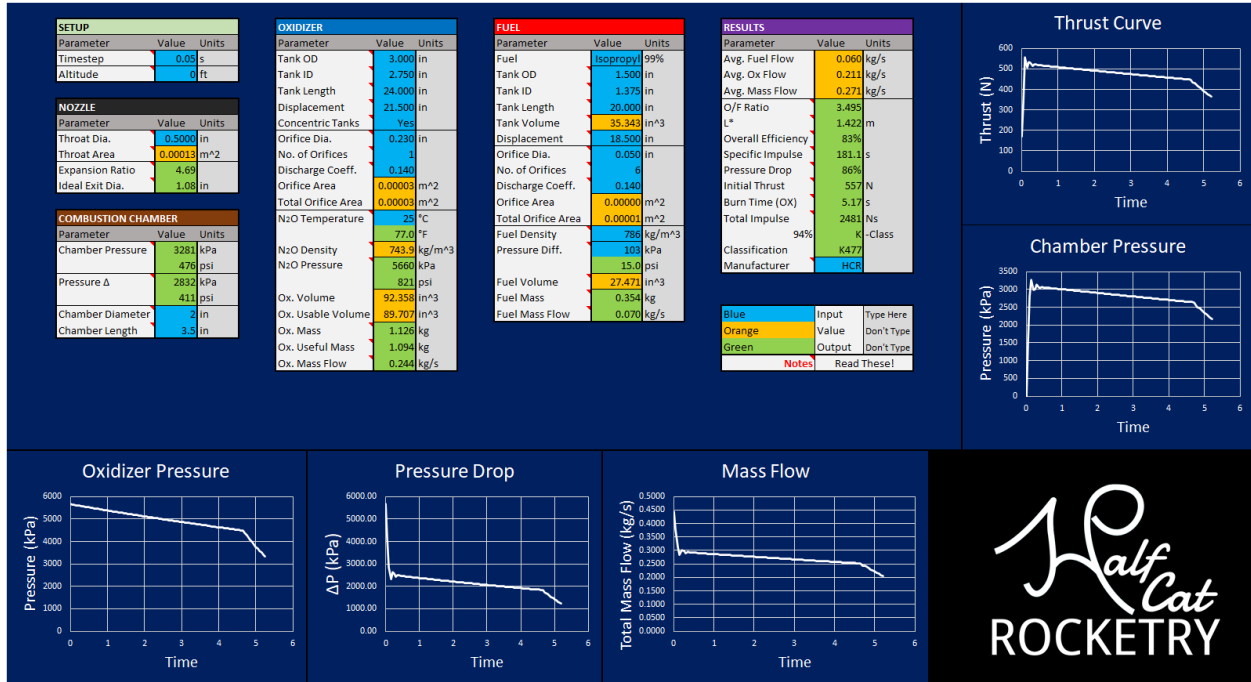 SETUP
Parameter Value Units
Timestep 0.05 s
Altitude 0 ft
NOZZLE
Parameter Value Units
Throat Dia. 0.5000 in
Throat Area 0.00013 m^2
Expansion Ratio 4.69
Ideal Exit Dia. 1.08 in
COMBUSTION CHAMBER
Parameter Value Units
Chamber Pressure 3281 kPa
476 psi
Pressure Δ 2832 kPa
411 psi
Chamber Diameter 2 in
Chamber Length 3.5 in
OXIDIZER
Parameter Value Units
Tank OD 3.000 in
Tank ID 2.750 in
Tank Length 24.000 in
Displacement 21.500 in
Concentric Tanks Yes
Orifice Dia. 0.230 in
No. of Orifices 1
Discharge Coeff. 0.140
Orifice Area 0.00003 m^2
Total Orifice Area 0.00003 m^2
N2O Temperature 25 °C
77.0 °F
N2O Density 743.9 kg/m^3
N2O Pressure 5660 kPa
821 psi
Ox. Volume 92.358 in^3
Ox. Usable Volume 89.707 in^3
Ox. Mass 1.126 kg
Ox. Useful Mass 1.094 kg
Ox. Mass Flow 0.244 kg/s
FUEL
Parameter Value Units
Fuel Isopropyl 99%
Tank OD 1.500 in
Tank ID 1.375 in
Tank Length 20.000 in
Tank Volume 35.343 in^3
Displacement 18.500 in
Orifice Dia. 0.050 in
No. of Orifices 6
Discharge Coeff. 0.140
Orifice Area 0.00000 m^2
Total Orifice Area 0.00001 m^2
Fuel Density 786 kg/m^3
Pressure Diff. 103 kPa
15.0 psi
Fuel Volume 27.471 in^3
Fuel Mass 0.354 kg
Fuel Mass Flow 0.070 kg/s
RESULTS
Parameter Value Units
Avg. Fuel Flow 0.060 kg/s
Avg. Ox Flow 0.211 kg/s
Avg. Mass Flow 0.271 kg/s
O/F Ratio 3.495
L* 1.422 m
Overall Efficiency 83%
Specific Impulse 181.1 s
Pressure Drop 86%
Initial Thrust 557 N
Burn Time (OX) 5.17 s
Total Impulse 2481 Ns
94% K -Class
Classification K477
Manufacturer HCR
Blue Input Type Here
Orange Value Don't Type
Green Output Don't Type
Notes Read These!
Thrust Curve
Thrust (N)
600
500
400
300
200
100
0
0 1 2 3 4 5 6
Time
Chamber Pressure
Pressure (kPa)
3500
3000
2500
2000
1500
1000
500
0
0 1 2 3 4 5 6
Time
Oxidizer Pressure
Pressure (kPa)
6000
5000
4000
3000
2000
1000
0
0 1 2 3 4 5 6
Time
Pressure Drop
ΔP (kPa)
6000.00
5000.00
4000.00
3000.00
2000.00
1000.00
0.00
0 1 2 3 4 5 6
Time
Mass Flow
Total Mass Flow (kg/s)
0.5000
0.4500
0.4000
0.3500
0.3000
0.2500
0.2000
0.1500
0.1000
0.0500
0.0000
0 1 2 3 4 5 6
Time
Half
Cat
ROCKETRY